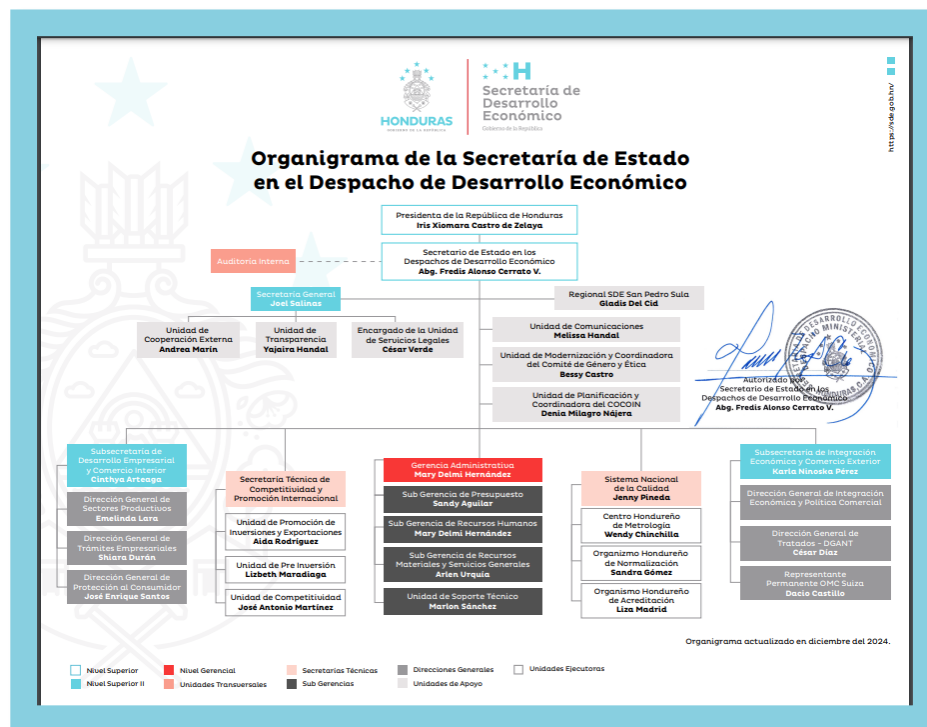 HONDURAS
GOBIERNO DE LA REPÚBLICA
H
Secretaría de
Desarrollo
Económico
Gobierno de la República
https://sde.gob.hn/
Organigrama de la Secretaría de Estado
en el Despacho de Desarrollo Económico
Presidenta de la República de Honduras
Iris Xiomara Castro de Zelaya
Auditoría Interna
Secretario de Estado en los
Despachos de Desarrollo Económico
Abg. Fredis Alonso Cerrato V.
Secretaria General
Joel Salinas
Regional SDE San Pedro Sula
Gladis Del Cid
Unidad de
Cooperación Externa
Andrea Marin
Unidad de
Transparencia
Yajaira Handal
Encargado de la Unidad
de Servicios Legales
César Verde
Unidad de Comunicaciones
Melissa Handal
Unidad de Modernización y Coordinadora
del Comité de Género y Ética
Bessy Castro
Unidad de Planificación y
Coordinadora del COCOIN
Denia Milagro Nájera
Autorizado por
Secretario de Estado en los
Despachos de Desarrollo Económico
Abg. Fredis Alonso Cerrato V.
DESPACHO MINISTERIAL
HONDURAS, C.A.
Subsecretaria de
Desarrollo Empresarial
y Comercio Interior
Cinthya Arteaga
Dirección General de
Sectores Productivos
Emelinda Lara
Dirección General de
Trámites Empresariales
Shiara Durán
Dirección General de
Protección al Consumidor
José Enrique Santos
Secretaria Técnica de
Competitividad y
Promoción Internacional
Unidad de Promoción de
Inversiones y Exportaciones
Aida Rodríguez
Unidad de Pre Inversión
Lizbeth Maradiaga
Unidad de Competitividad
José Antonio Martínez
Gerencia Administrativa
Mary Delmi Hernández
Sub Gerencia de Presupuesto
Sandy Aguilar
Sub Gerencia de Recursos Humanos
Mary Delmi Hernández
Sub Gerencia de Recursos
Materiales y Servicios Generales
Arlen Urquía
Unidad de Soporte Técnico
Marlon Sánchez
Sistema Nacional
de la Calidad
Jenny Pineda
Centro Hondureño
de Metrología
Wendy Chinchilla
Organizmo Hondureño
de Normalización
Sandra Gómez
Organismo Hondureño
de Acreditación
Liza Madrid
Subsecretaria de Integración
Económica y Comercio Exterior
Karla Ninoska Pérez
Dirección General de Integración
Económica y Política Comercial
Dirección General de
Tratados - DGANT
César Díaz
Representante
Permanente OMC Suiza
Dacio Castillo
Organigrama actualizado en diciembre del 2024.
Nivel Superior
Nivel Gerencial
Secretarías Técnicas
Direcciones Generales
Unidades Ejecutoras
Nivel Superior II
Unidades Transversales
Sub Gerencias
Unidades de Apoyo